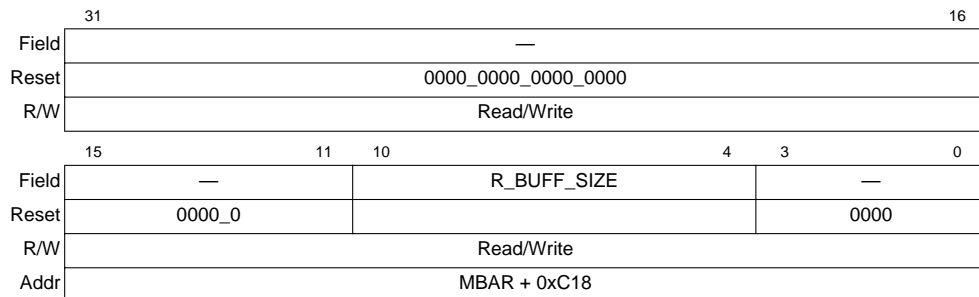 31 16
Field —
Reset 0000_0000_0000_0000
R/W Read/Write
15 11 10 4 3 0
Field — R_BUFF_SIZE —
Reset 0000_0 0000
R/W Read/Write
Addr MBAR + 0xC18